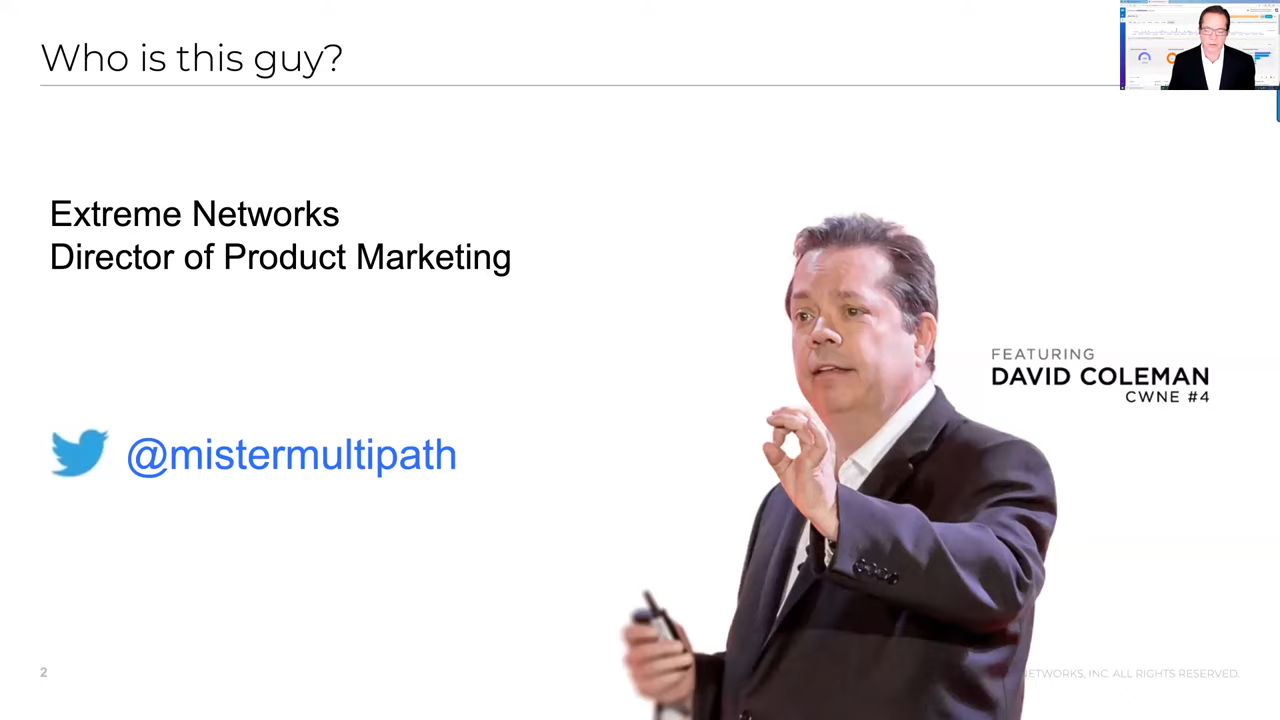 Who is this guy?
Extreme Networks
Director of Product Marketing
FEATURING
DAVID COLEMAN
CWNE #4
@mistermultipath
2
NETWORKS, INC. ALL RIGHTS RESERVED.